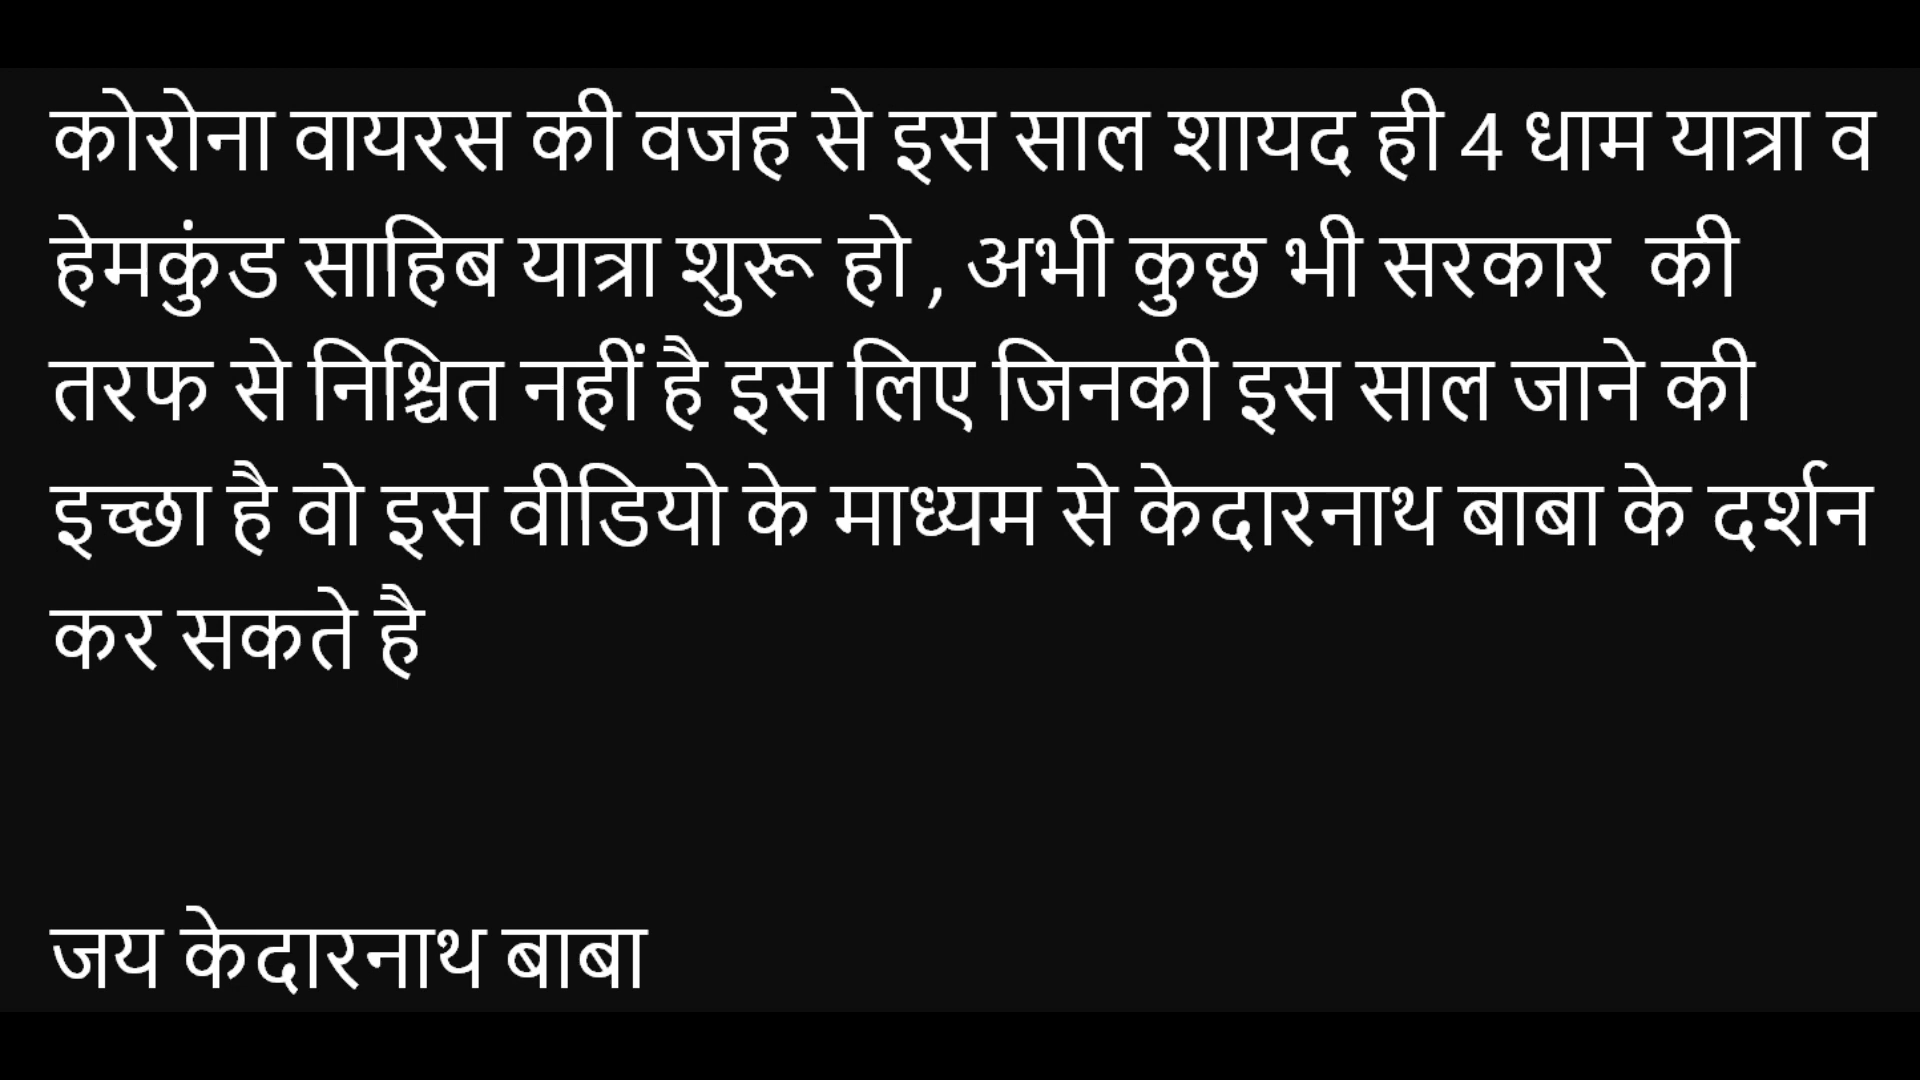 कोरोना वायरस की वजह से इस साल शायद ही 4 धाम यात्रा व
हेमकुंड साहिब यात्रा शुरू हो , अभी कुछ भी सरकार की
तरफ से निश्चित नहीं है इस लिए जिनकी इस साल जाने की
इच्छा है वो इस वीडियो के माध्यम से केदारनाथ बाबा के दर्शन
कर सकते है
जय केदारनाथ बाबा